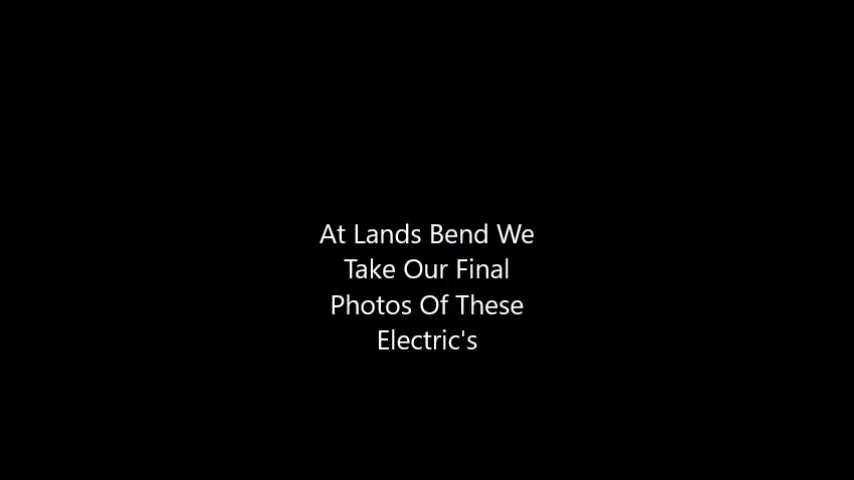 At Lands Bend We
Take Our Final
Photos Of These
Electric's